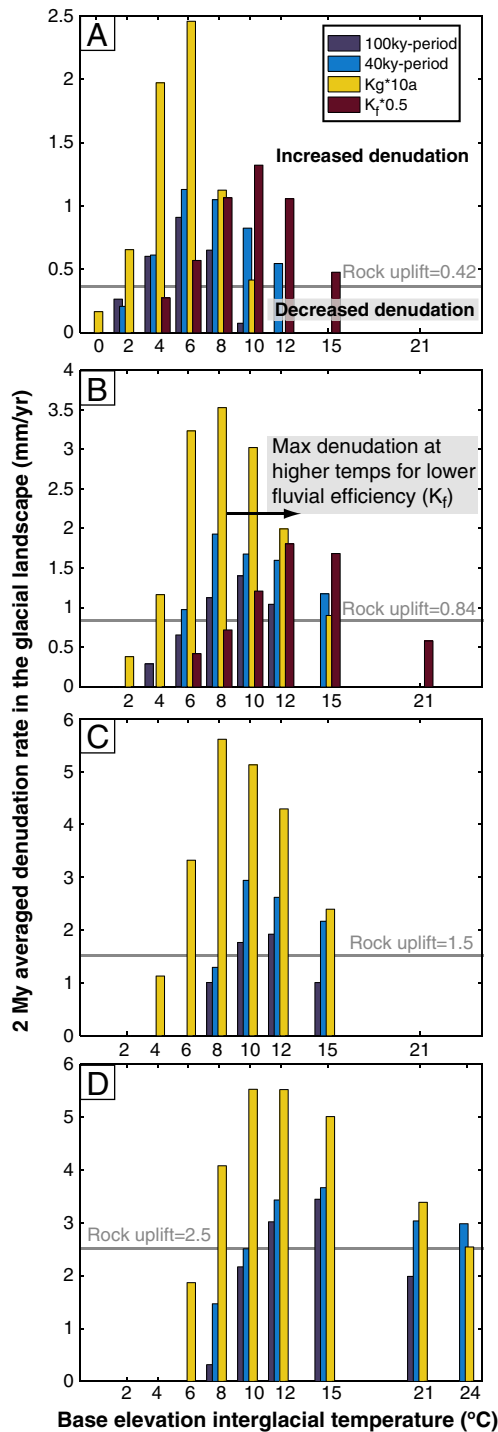 2 My averaged denudation rate in the glacial landscape (mm/yr)
A
100ky-period
40ky-period
Kg*10a
Kf*0.5
Increased denudation
Rock uplift=0.42
Decreased denudation
2.5
2
1.5
1
0.5
0
0 2 4 6 8 10 12 15 21
B
Max denudation at
higher temps for lower
fluvial efficiency (Kf)
Rock uplift=0.84
4
3.5
3
2.5
2
1.5
1
0.5
0
2 4 6 8 10 12 15 21
C
Rock uplift=1.5
6
5
4
3
2
1
0
2 4 6 8 10 12 15 21
D
Rock uplift=2.5
6
5
4
3
2
1
0
2 4 6 8 10 12 15 21 24
Base elevation interglacial temperature (ºC)